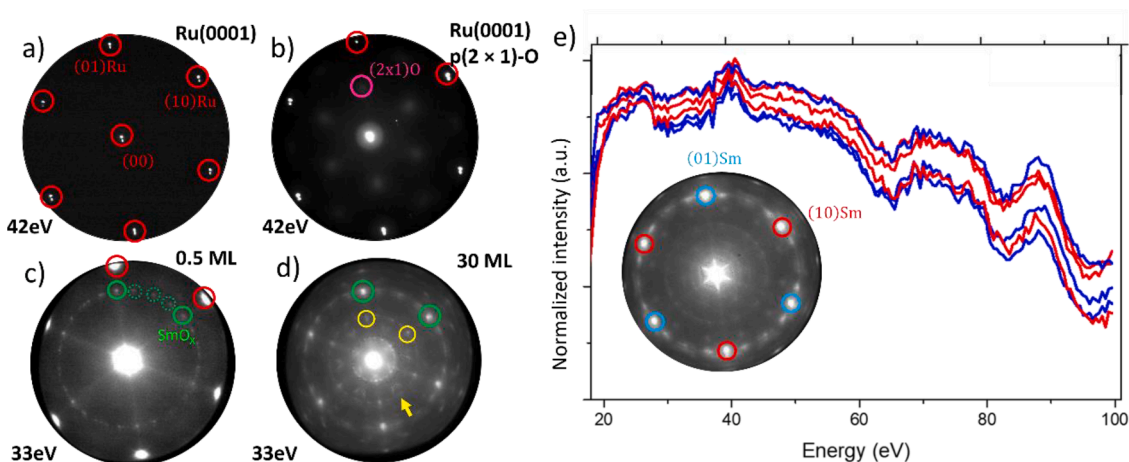 a)
Ru(0001)
(01)Ru
(10)Ru
(00)
42eV
b)
Ru(0001)
p(2 × 1)-O
(2x1)O
42eV
c)
0.5 ML
SmOₓ
33eV
d)
30 ML
33eV
e)
Normalized intensity (a.u.)
(01)Sm
(10)Sm
20 40 60 80 100
Energy (eV)